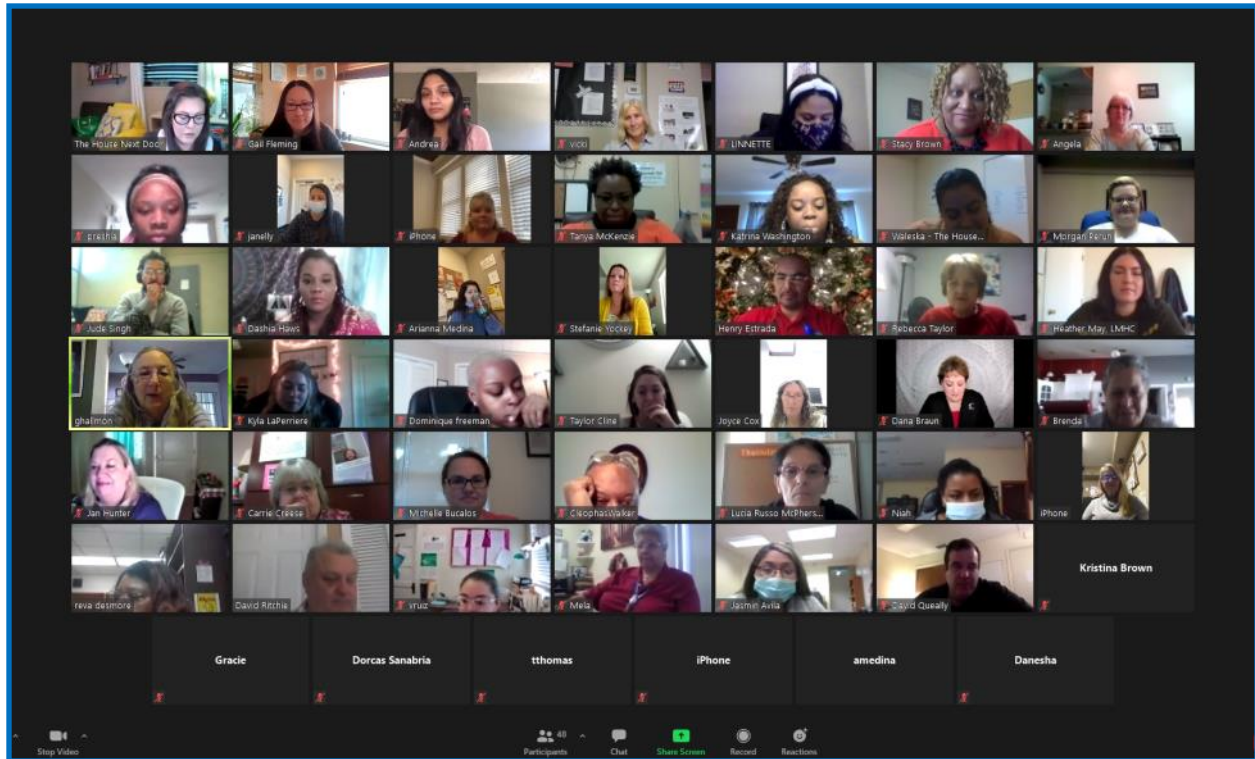 The House Next Door
Gail Fleming
Andrea
vicki
LINNETTE
Stacy Brown
Angela
preshia
janelly
iPhone
Tanya McKenzie
Katrina Washington
Waleska - The House...
Morgan Perun
Jude Singh
Dashia Haws
Arianna Medina
Stefanie Yockey
Henry Estrada
Rebecca Taylor
Heather May, LMHC
ghallmon
Kyla LaPerriere
Dominique freeman
Taylor Cline
Joyce Cox
Dana Braun
Brenda
Jan Hunter
Carrie Creese
Michelle Bucalos
CleophasWalker
Lucia Russo McPhers...
Niah
iPhone
reva desmore
David Ritchie
vruiz
Mela
Jasmin Avila
David Queally
Kristina Brown
Gracie
Dorcas Sanabria
tthomas
iPhone
amedina
Danesha
Stop Video
Participants
48
Chat
Share Screen
Record
Reactions